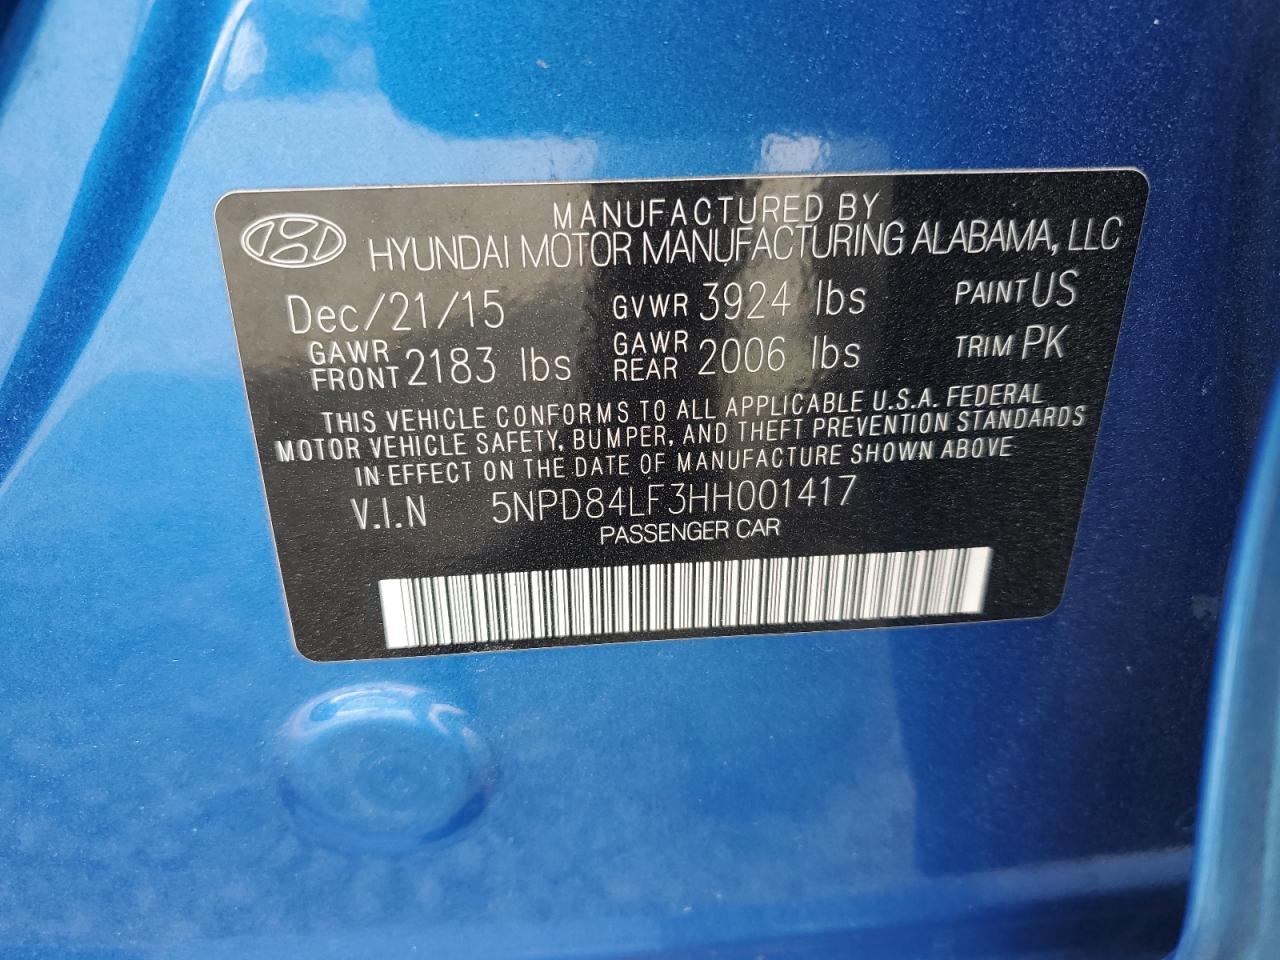 MANUFACTURED BY
HYUNDAI MOTOR MANUFACTURING ALABAMA, LLC
Dec/21/15 GVWR 3924 lbs PAINT US
GAWR FRONT 2183 lbs GAWR REAR 2006 lbs TRIM PK
THIS VEHICLE CONFORMS TO ALL APPLICABLE U.S.A. FEDERAL
MOTOR VEHICLE SAFETY, BUMPER, AND THEFT PREVENTION STANDARDS
IN EFFECT ON THE DATE OF MANUFACTURE SHOWN ABOVE
V.I.N 5NPD84LF3HH001417
PASSENGER CAR